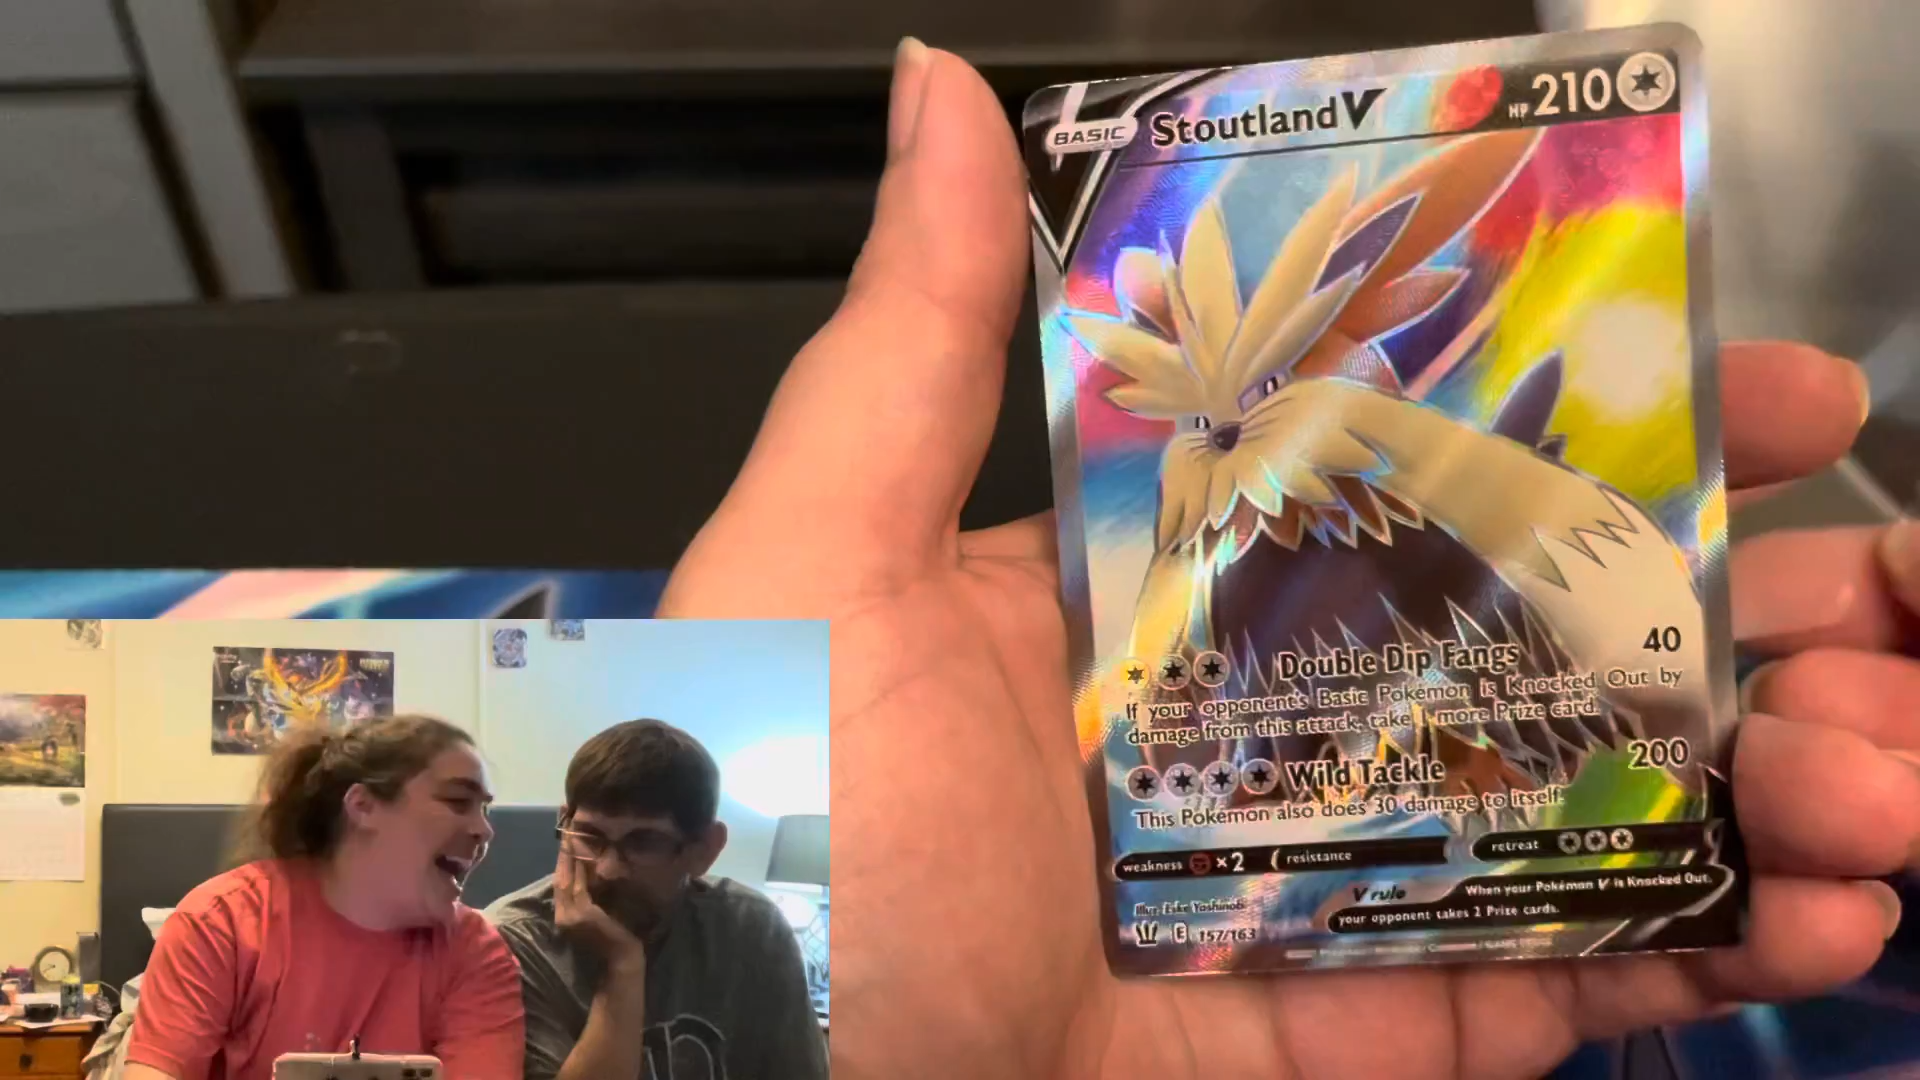 BASIC StoutlandV HP 210
Double Dip Fangs 40
If your opponent's Basic Pokémon is Knocked Out by
damage from this attack, take 1 more Prize card.
Wild Tackle 200
This Pokémon also does 30 damage to itself.
weakness ×2 resistance retreat
V rule When your Pokémon V is Knocked Out,
your opponent takes 2 Prize cards.
Illus. Eske Yoshinob
E 157/163